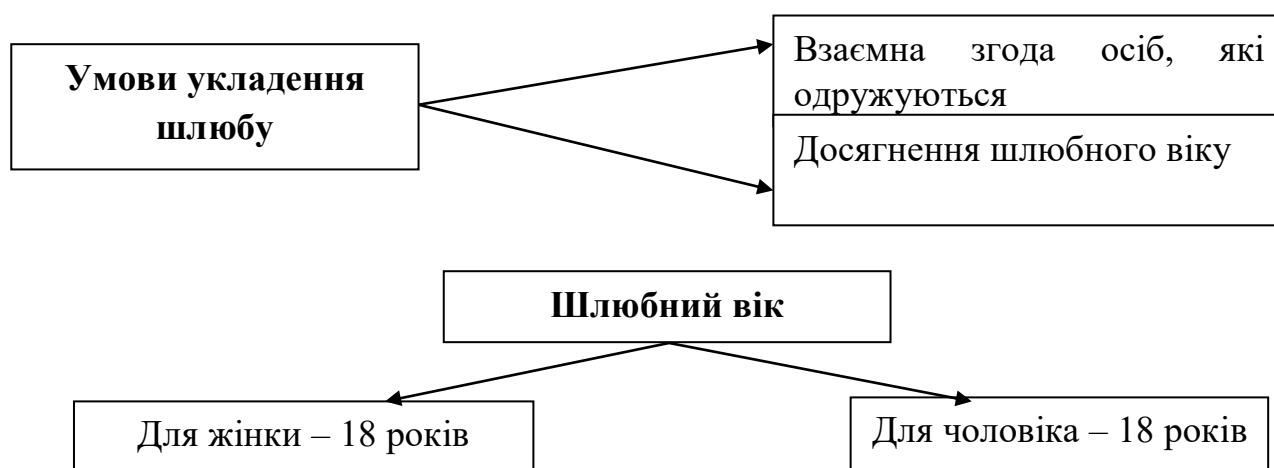 Умови укладення
шлюбу
Взаємна згода осіб, які
одружуються
Досягнення шлюбного віку
Шлюбний вік
Для жінки – 18 років
Для чоловіка – 18 років